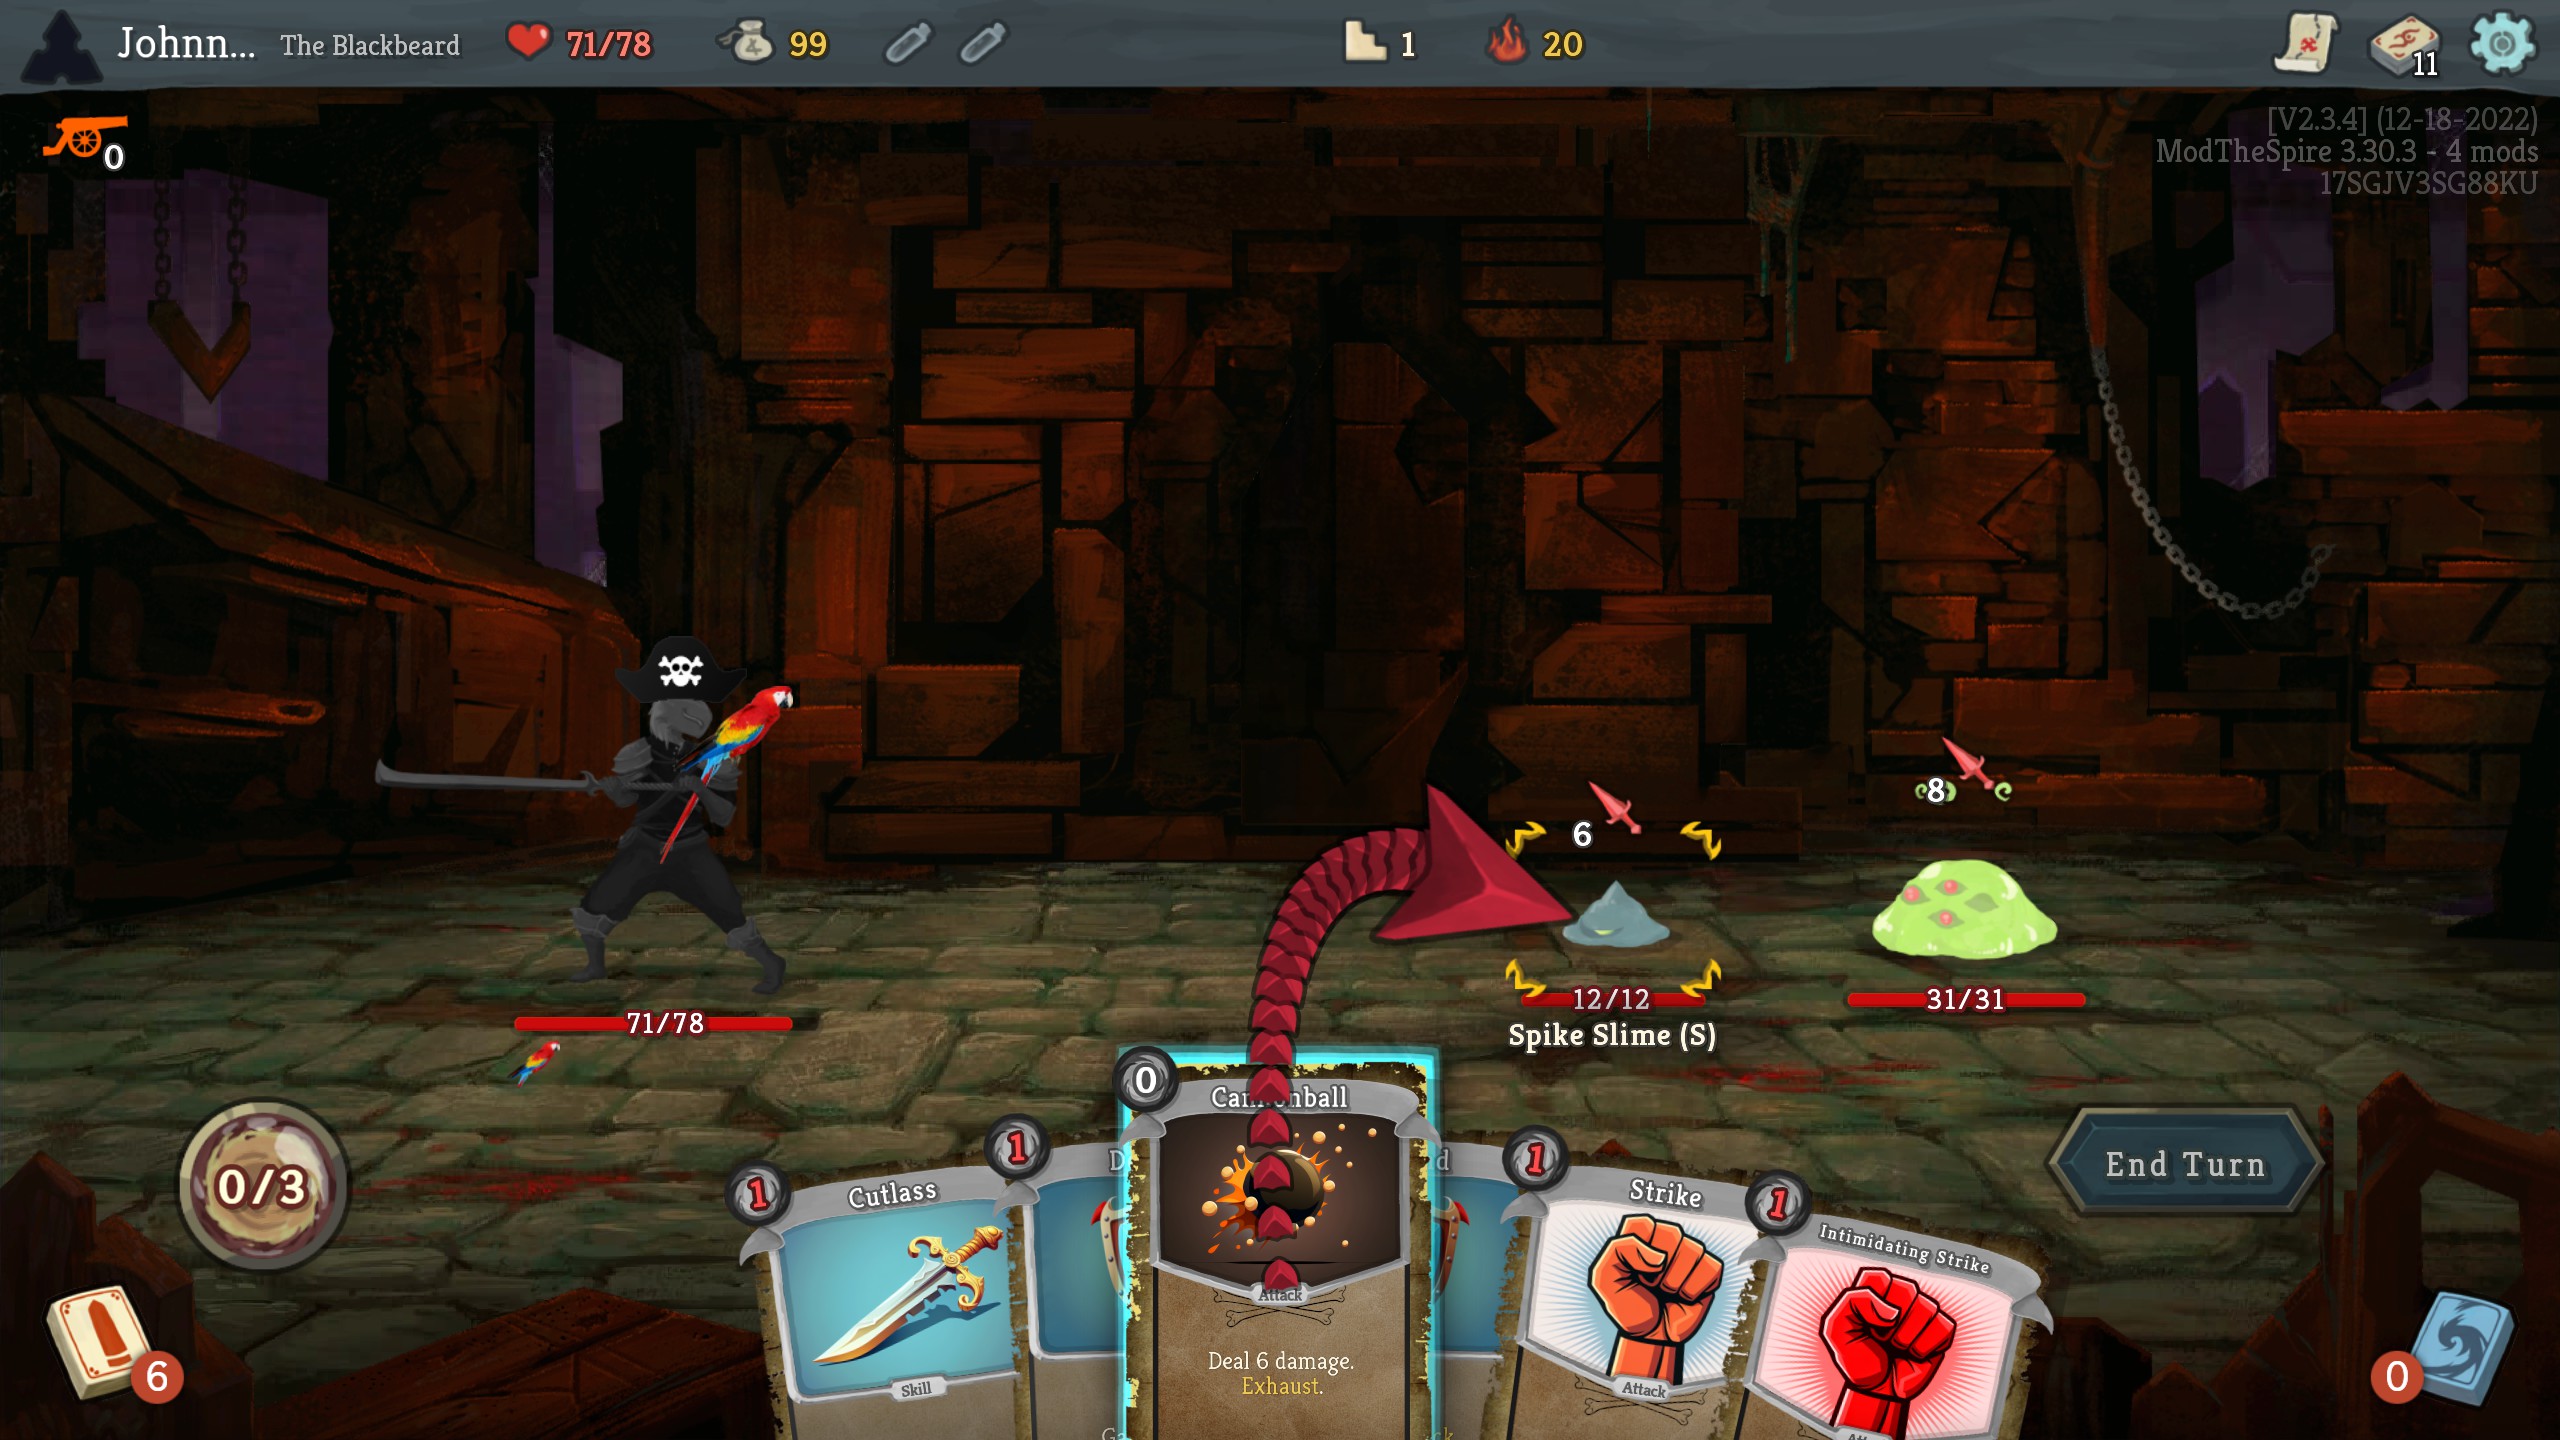 Johnn... The Blackbeard 71/78 99 1 20 11
0
[V2.3.4] (12-18-2022)
ModTheSpire 3.30.3 - 4 mods
17SGJV3SG88KU
6
8
71/78
12/12
31/31
Spike Slime (S)
0/3
1
Cutlass
Skill
1
0
Cannonball
Attack
Deal 6 damage.
Exhaust.
1
Strike
Attack
1
Intimidating Strike
End Turn
6
0